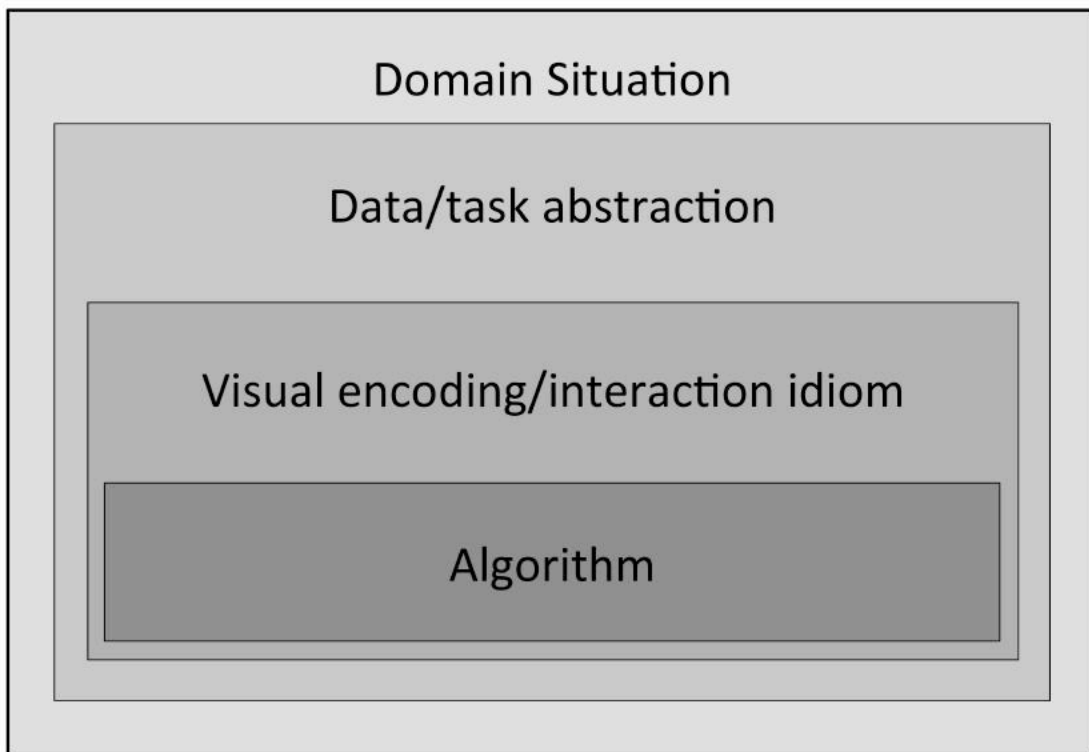 Domain Situation
Data/task abstraction
Visual encoding/interaction idiom
Algorithm